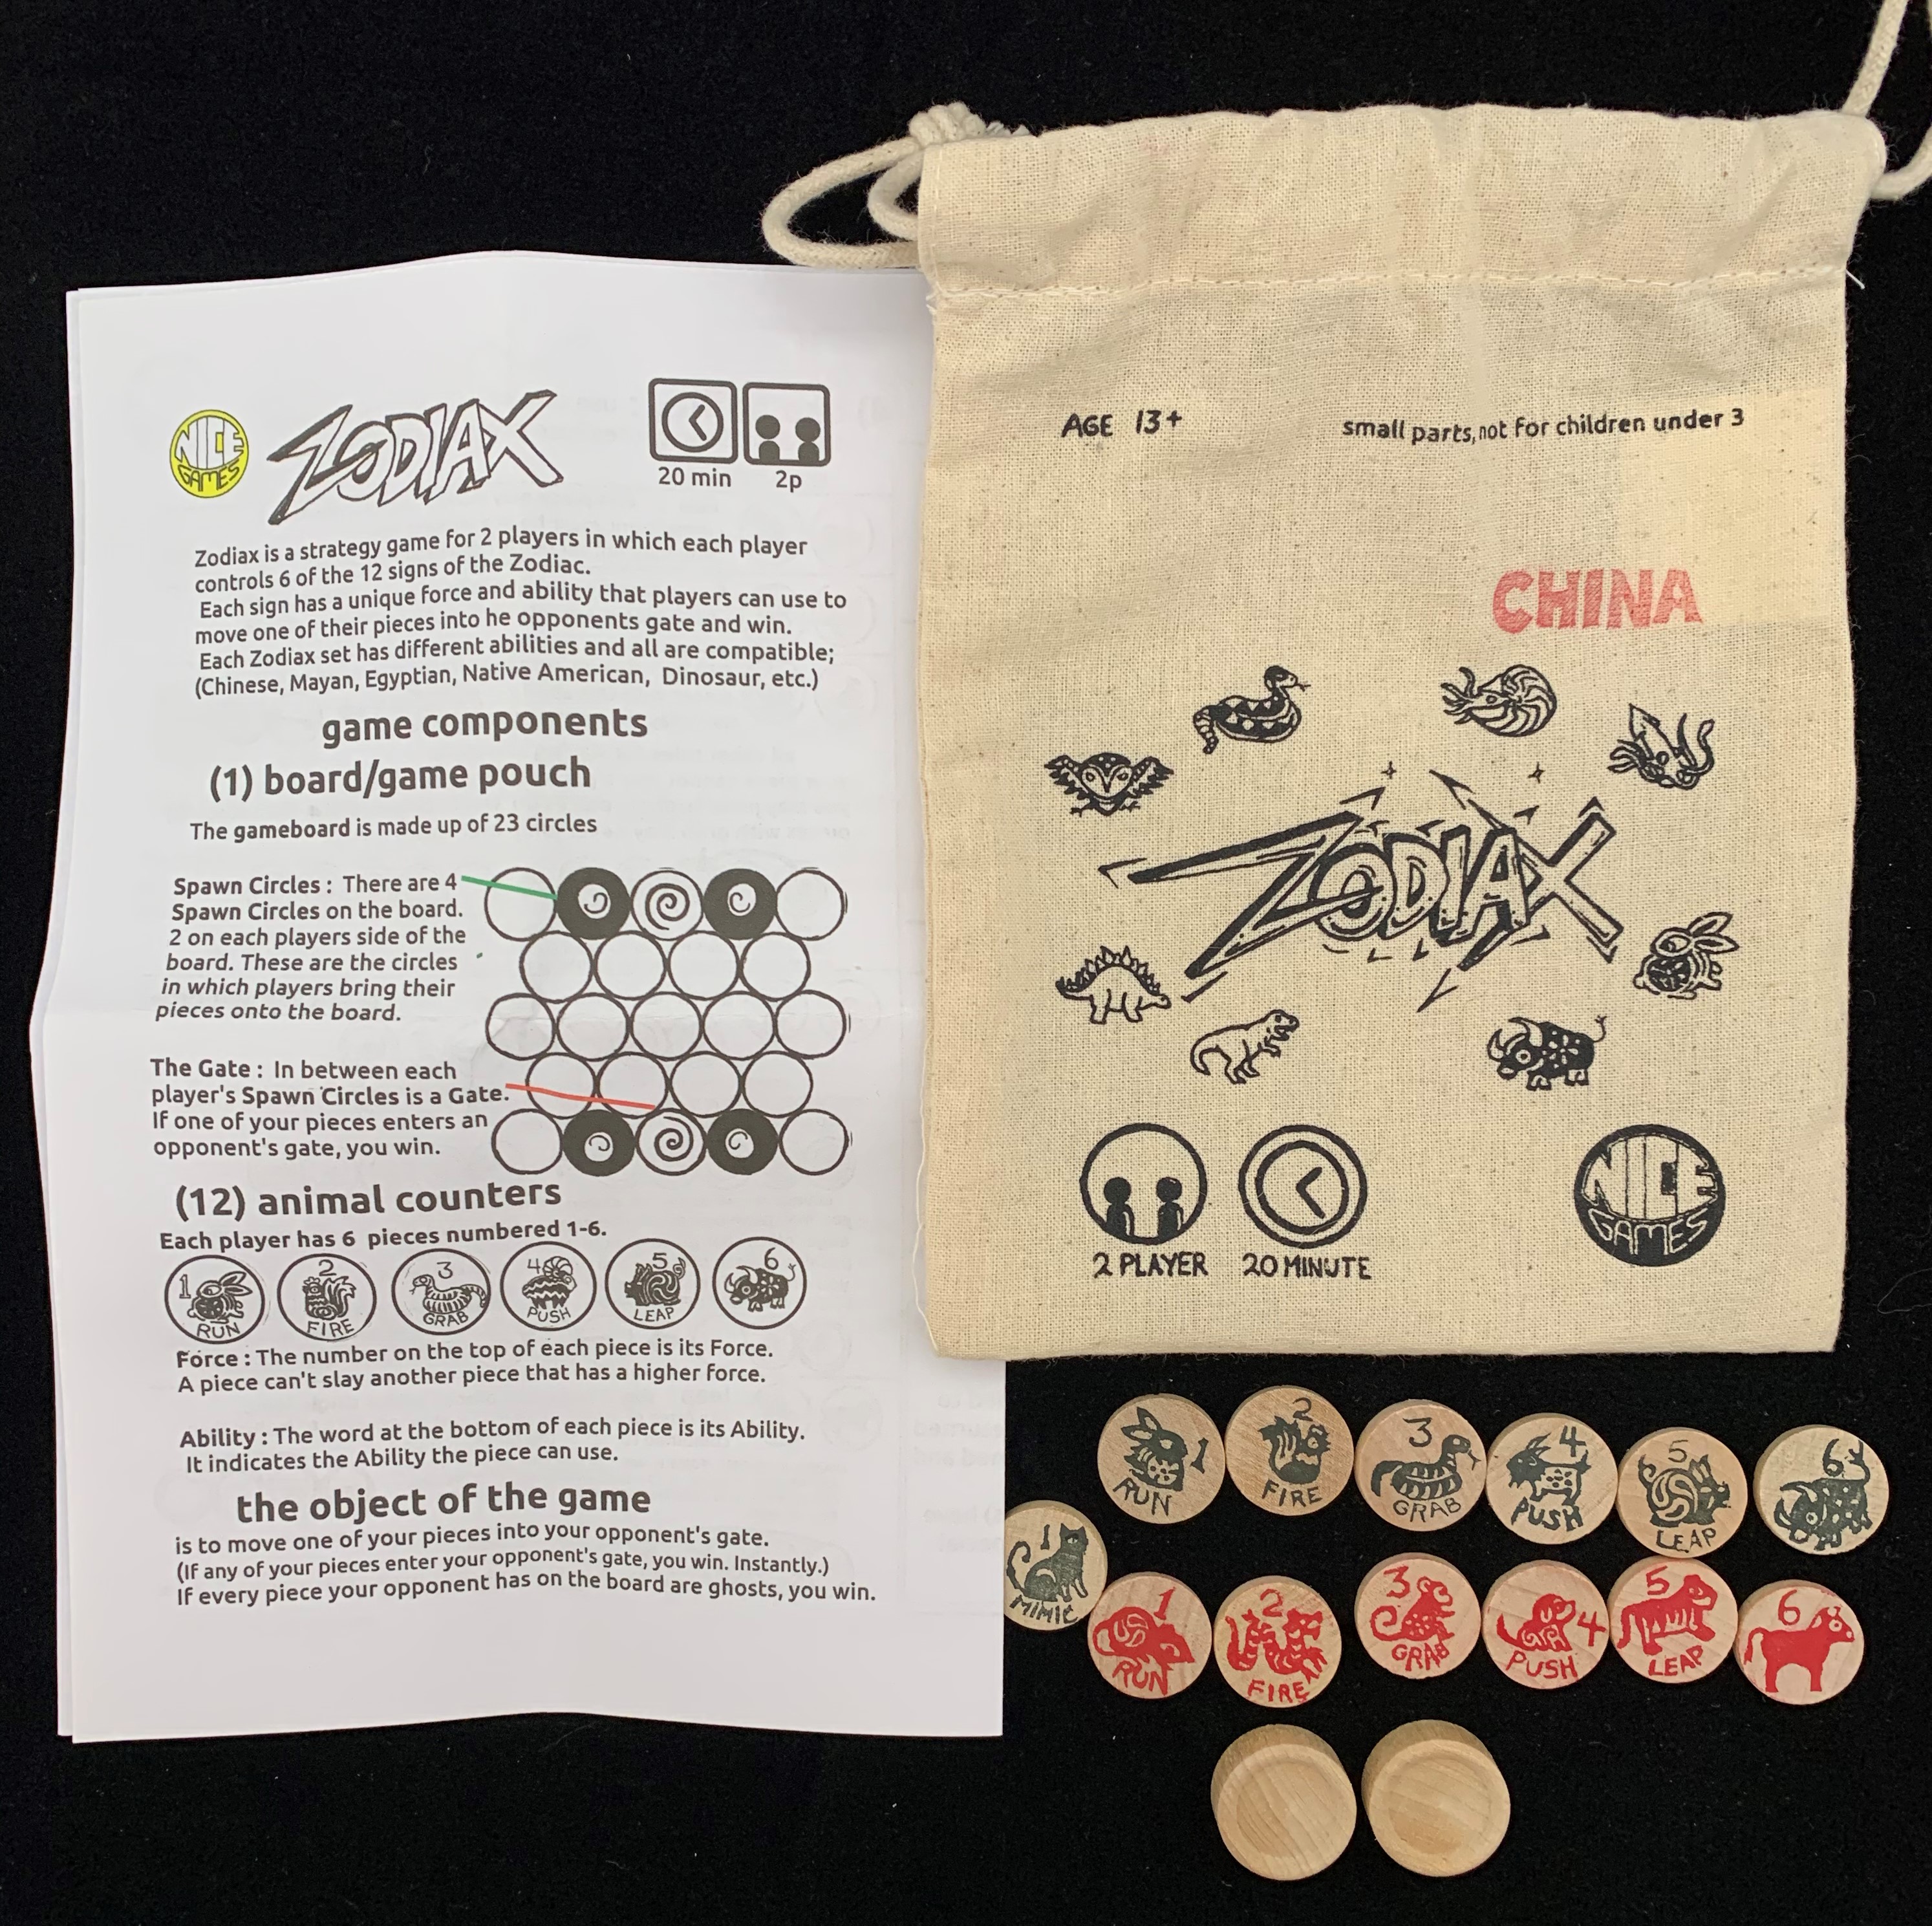 NICE
GAMES
ZODIAX
20 min 2p
Zodiax is a strategy game for 2 players in which each player
controls 6 of the 12 signs of the Zodiac.
Each sign has a unique force and ability that players can use to
move one of their pieces into he opponents gate and win.
Each Zodiax set has different abilities and all are compatible;
(Chinese, Mayan, Egyptian, Native American, Dinosaur, etc.)
game components
(1) board/game pouch
The gameboard is made up of 23 circles
Spawn Circles : There are 4
Spawn Circles on the board.
2 on each players side of the
board. These are the circles
in which players bring their
pieces onto the board.
The Gate : In between each
player's Spawn Circles is a Gate.
If one of your pieces enters an
opponent's gate, you win.
(12) animal counters
Each player has 6 pieces numbered 1-6.
1 RUN
2 FIRE
3 GRAB
4 PUSH
5 LEAP
6
Force : The number on the top of each piece is its Force.
A piece can't slay another piece that has a higher force.
Ability : The word at the bottom of each piece is its Ability.
It indicates the Ability the piece can use.
the object of the game
is to move one of your pieces into your opponent's gate.
(If any of your pieces enter your opponent's gate, you win. Instantly.)
If every piece your opponent has on the board are ghosts, you win.
AGE 13+
small parts, not for children under 3
CHINA
ZODIAX
2 PLAYER
20 MINUTE
NICE
GAMES
1 RUN
2 FIRE
3 GRAB
4 PUSH
5 LEAP
6
1 MIMIC
1 RUN
2 FIRE
3 GRAB
4 PUSH
5 LEAP
6